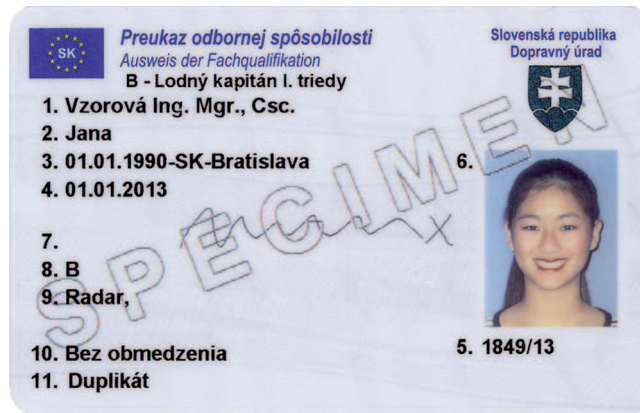 SK
Preukaz odbornej spôsobilosti
Ausweis der Fachqualifikation
B - Lodný kapitán I. triedy
Slovenská republika
Dopravný úrad
1. Vzorová Ing. Mgr., Csc.
2. Jana
3. 01.01.1990-SK-Bratislava
4. 01.01.2013
6.
7.
8. B
9. Radar,
5. 1849/13
10. Bez obmedzenia
11. Duplikát
SPECIMEN